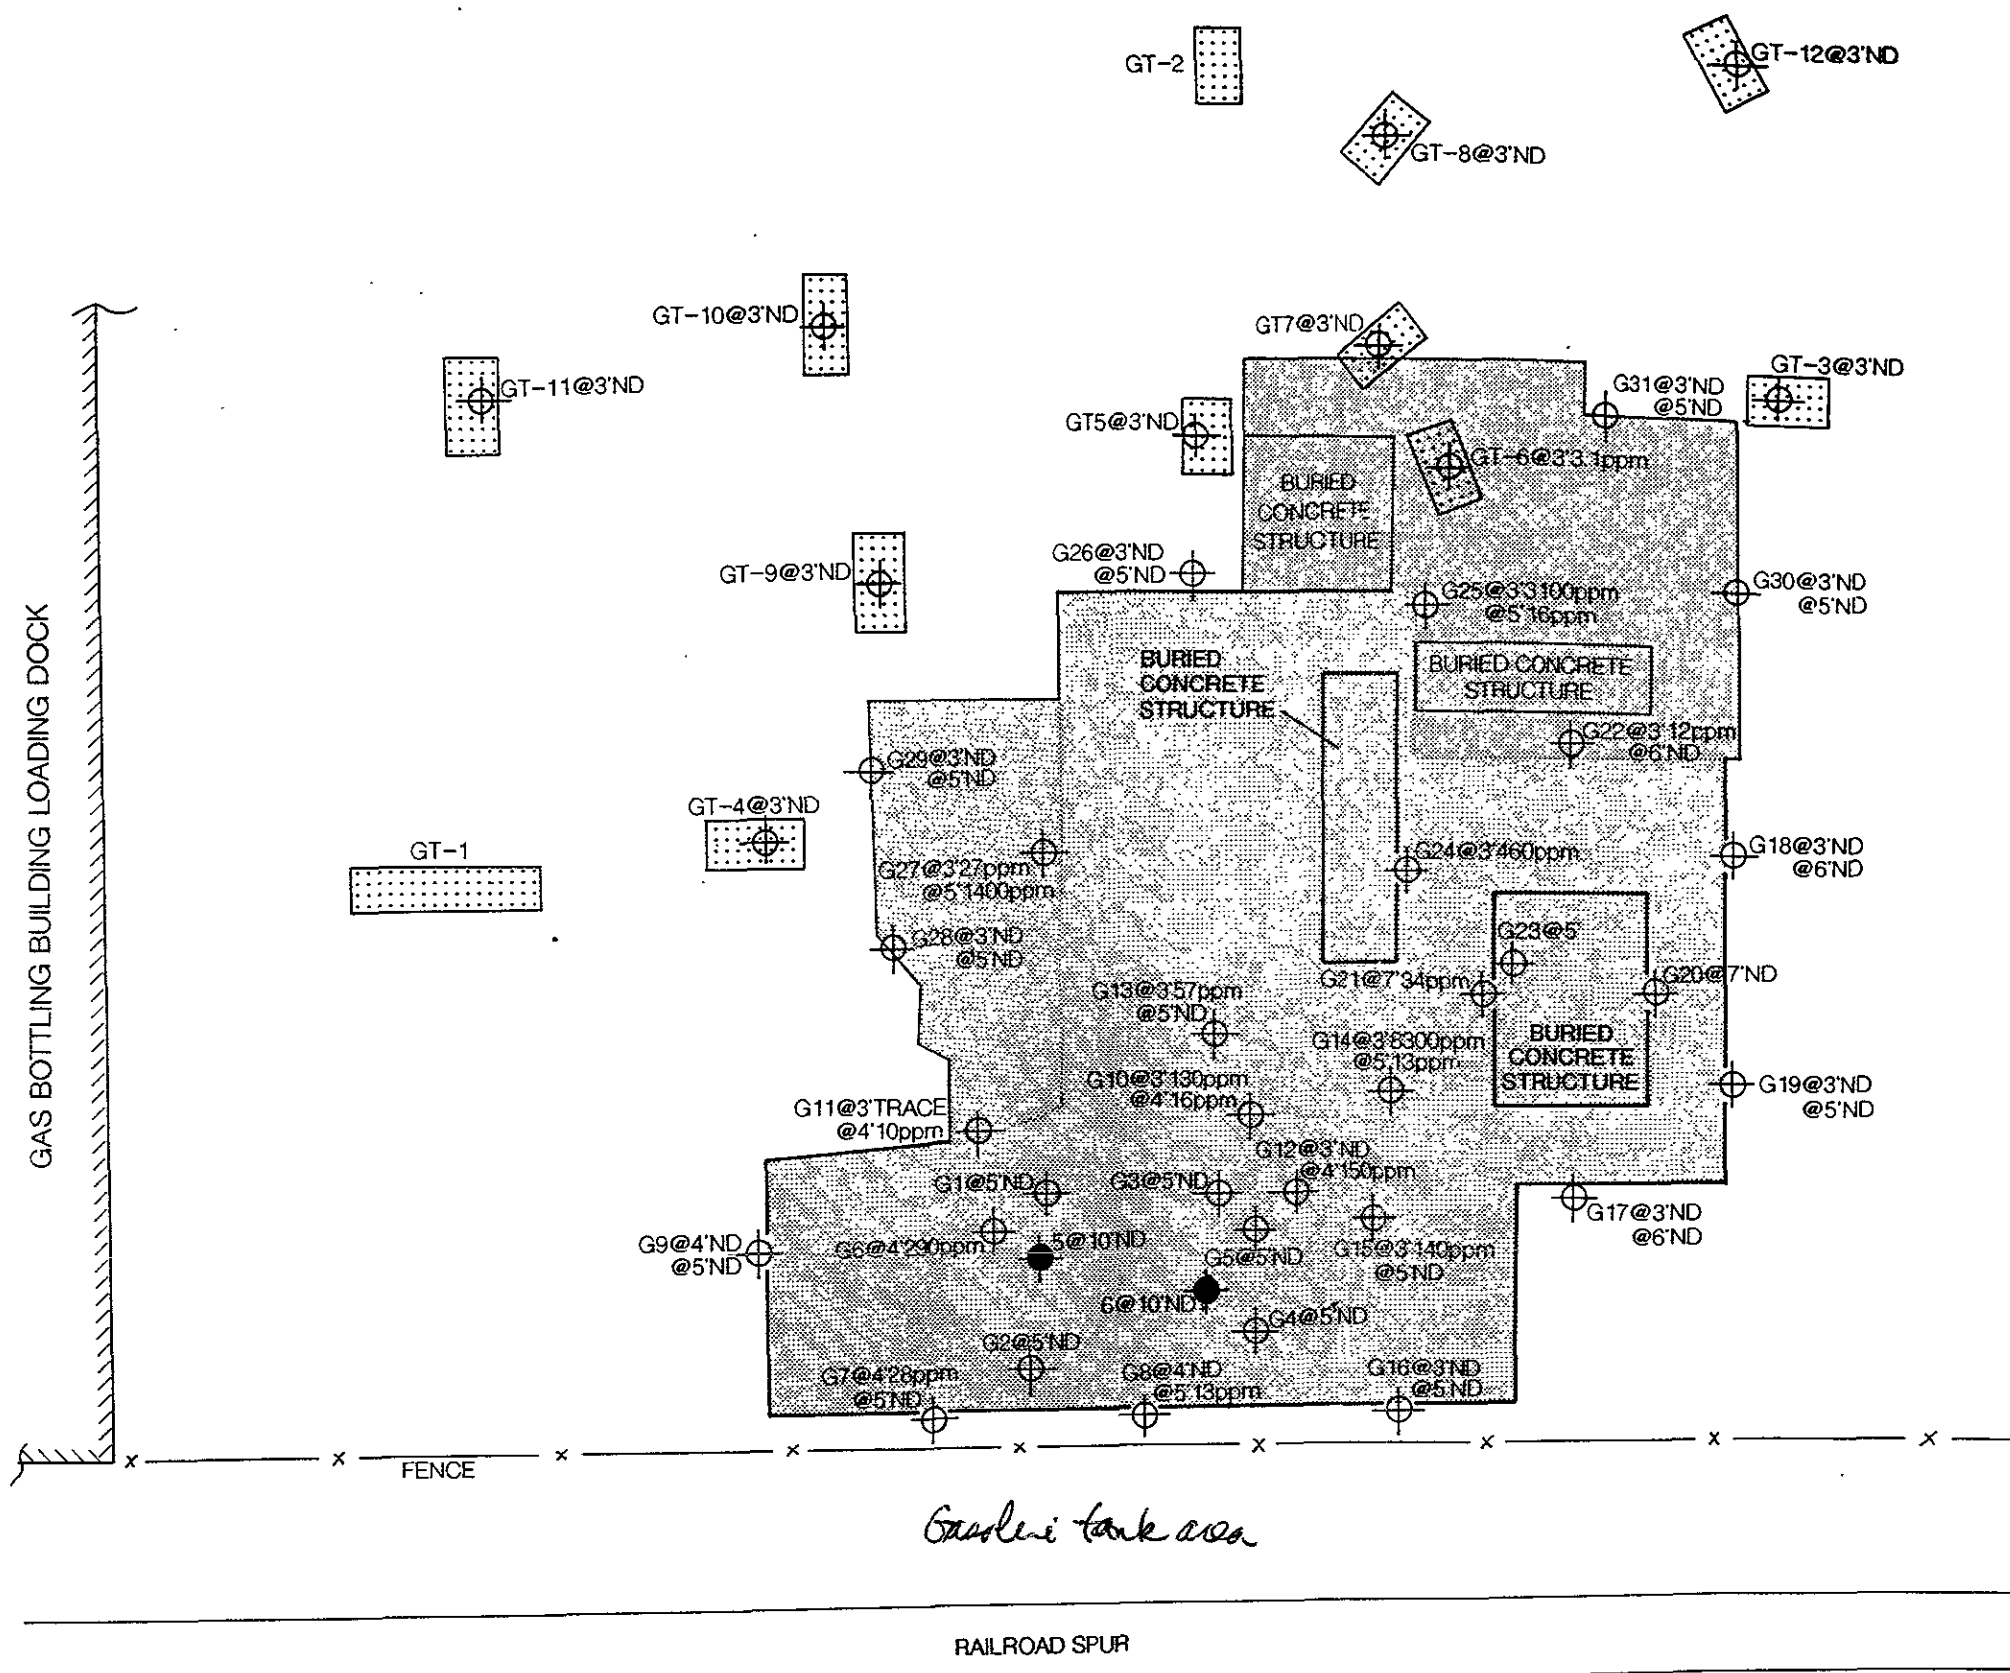 GT-2
GT-12@3'ND
GT-8@3'ND
GT-10@3'ND
GT7@3'ND
GT-11@3'ND
GT-3@3'ND
G31@3'ND
@5'ND
GT5@3'ND
GT-6@3'3.1ppm
BURIED
CONCRETE
STRUCTURE
G26@3'ND
@5'ND
GT-9@3'ND
G25@3'3100ppm
@5'16ppm
G30@3'ND
@5'ND
BURIED
CONCRETE
STRUCTURE
BURIED CONCRETE
STRUCTURE
G22@3'12ppm
@6'ND
G29@3'ND
@5'ND
GT-4@3'ND
GT-1
G27@3'27ppm
@5'1400ppm
G24@3'460ppm
G18@3'ND
@6'ND
GAS BOTTLING BUILDING LOADING DOCK
G28@3'ND
@5'ND
G23@5'
G21@7'34ppm
G20@7'ND
G13@3'57ppm
@5'ND
G14@3'8300ppm
@5'13ppm
BURIED
CONCRETE
STRUCTURE
G10@3'130ppm
@4'16ppm
G19@3'ND
@5'ND
G11@3'TRACE
@4'10ppm
G12@3'ND
@4'150ppm
G1@5'ND
G3@5'ND
G17@3'ND
@6'ND
G9@4'ND
@5'ND
G6@4'290ppm
5@10'ND
G5@5'ND
G15@3'140ppm
@5'ND
6@10'ND
G4@5'ND
G2@5'ND
G7@4'28ppm
@5'ND
G8@4'ND
@5'13ppm
G16@3'ND
@5'ND
FENCE
Gasoline tank area
RAILROAD SPUR